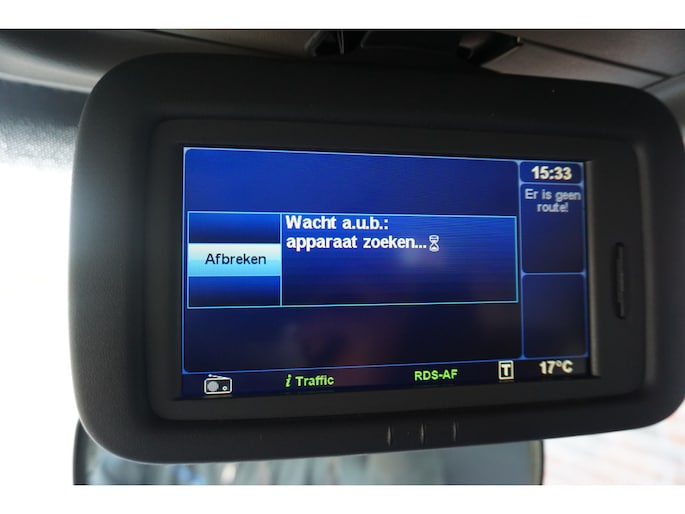 15:33
Er is geen
route!
Wacht a.u.b.:
apparaat zoeken...
Afbreken
i Traffic
RDS-AF
T
17°C